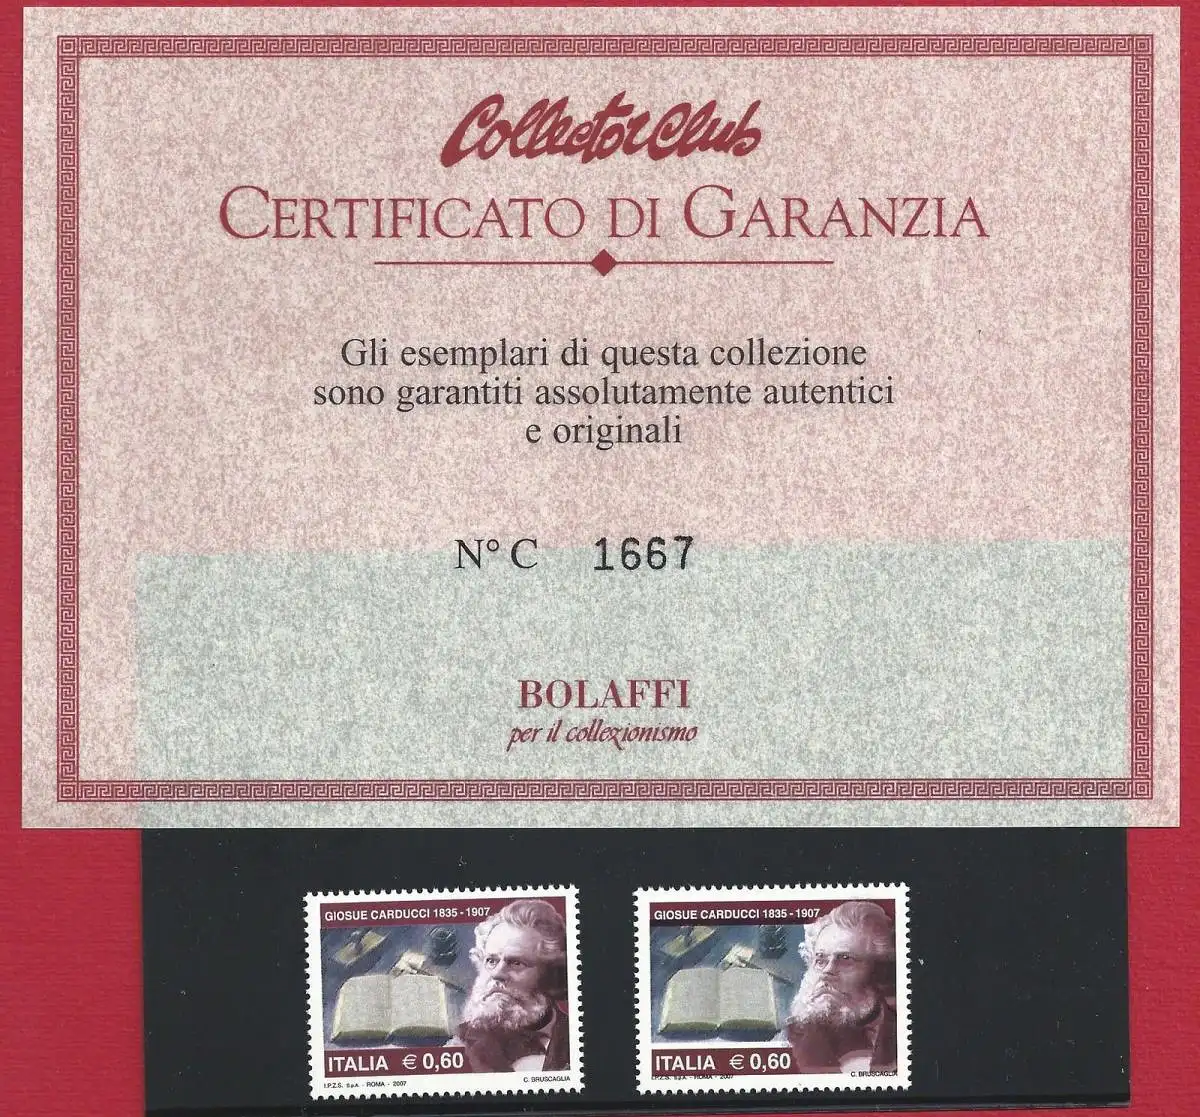 Collector Club
CERTIFICATO DI GARANZIA
Gli esemplari di questa collezione
sono garantiti assolutamente autentici
e originali
N° C 1667
BOLAFFI
per il collezionismo
GIOSUE CARDUCCI 1835 - 1907
ITALIA € 0,60
I.P.Z.S. S.p.A. - ROMA - 2007
C. BRUSCAGLIA
GIOSUE CARDUCCI 1835 - 1907
ITALIA € 0,60
I.P.Z.S. S.p.A. - ROMA - 2007
C. BRUSCAGLIA